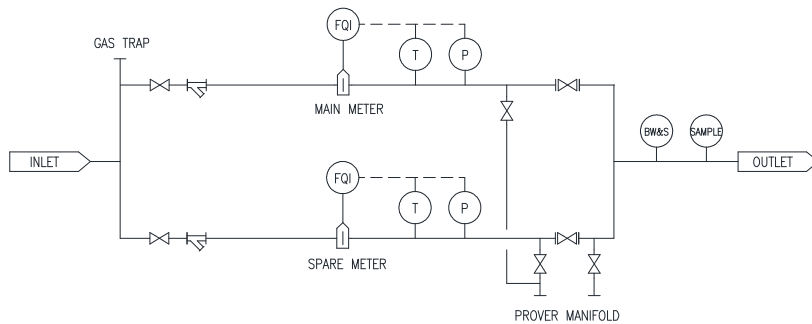 FQI
GAS TRAP
T
P
MAIN METER
BW&S
SAMPLE
INLET
OUTLET
FQI
T
P
SPARE METER
PROVER MANIFOLD